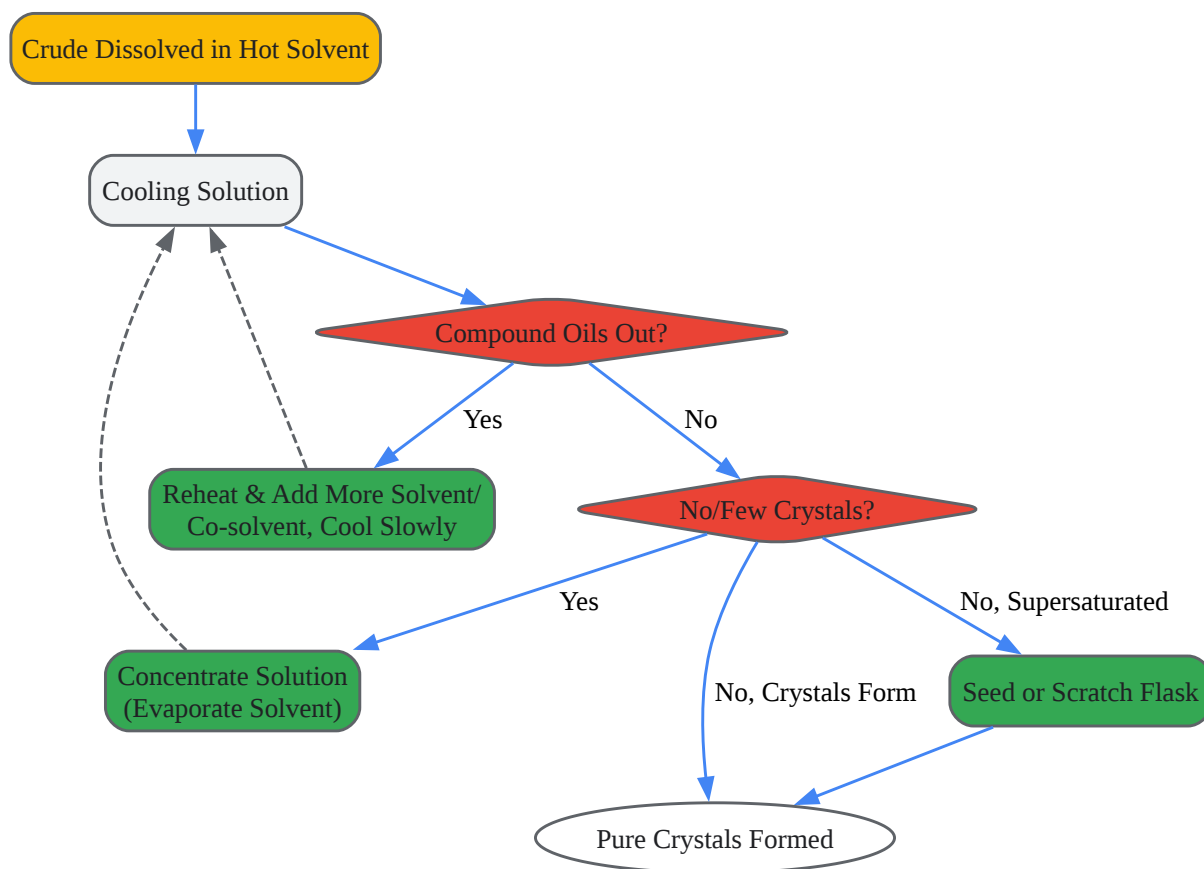 Crude Dissolved in Hot Solvent
Cooling Solution
Compound Oils Out?
Yes
No
Reheat & Add More Solvent/
Co-solvent, Cool Slowly
No/Few Crystals?
Yes
No, Supersaturated
Concentrate Solution
(Evaporate Solvent)
No, Crystals Form
Seed or Scratch Flask
Pure Crystals Formed